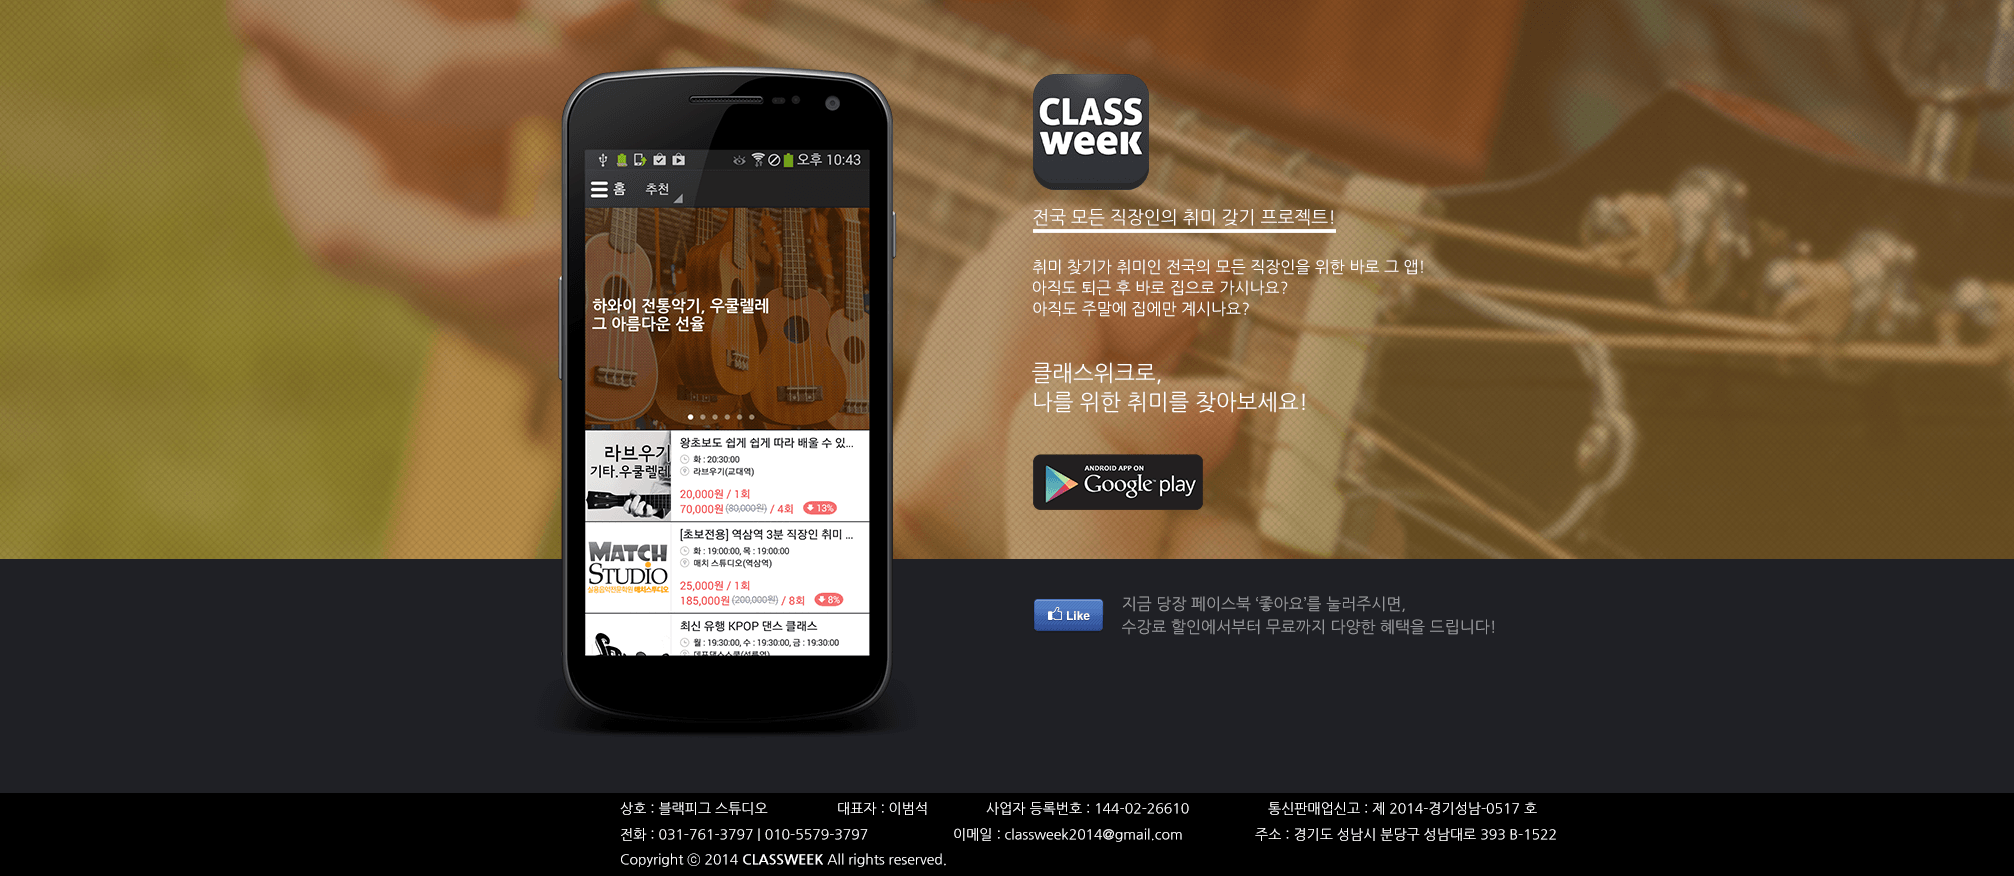 오후 10:43
홈 추천
하와이 전통악기, 우쿨렐레
그 아름다운 선율
라브우기
기타.우쿨렐레
왕초보도 쉽게 쉽게 따라 배울 수 있...
화 : 20:30:00
라브우기(교대역)
20,000원 / 1회
70,000원(80,000원) / 4회 13%
MATCH
STUDIO
실용음악전문학원 매치스튜디오
[초보전용] 역삼역 3분 직장인 취미 ...
화 : 19:00:00, 목 : 19:00:00
매치 스튜디오(역삼역)
25,000원 / 1회
185,000원(200,000원) / 8회 8%
최신 유행 KPOP 댄스 클래스
월 : 19:30:00, 수 : 19:30:00, 금 : 19:30:00
CLASS
week
전국 모든 직장인의 취미 갖기 프로젝트!
취미 찾기가 취미인 전국의 모든 직장인을 위한 바로 그 앱!
아직도 퇴근 후 바로 집으로 가시나요?
아직도 주말에 집에만 계시나요?
클래스위크로,
나를 위한 취미를 찾아보세요!
ANDROID APP ON
Google play
Like
지금 당장 페이스북 ‘좋아요’를 눌러주시면,
수강료 할인에서부터 무료까지 다양한 혜택을 드립니다!
상호 : 블랙피그 스튜디오 대표자 : 이범석 사업자 등록번호 : 144-02-26610 통신판매업신고 : 제 2014-경기성남-0517 호
전화 : 031-761-3797 | 010-5579-3797 이메일 : classweek2014@gmail.com 주소 : 경기도 성남시 분당구 성남대로 393 B-1522
Copyright ⓒ 2014 CLASSWEEK All rights reserved.